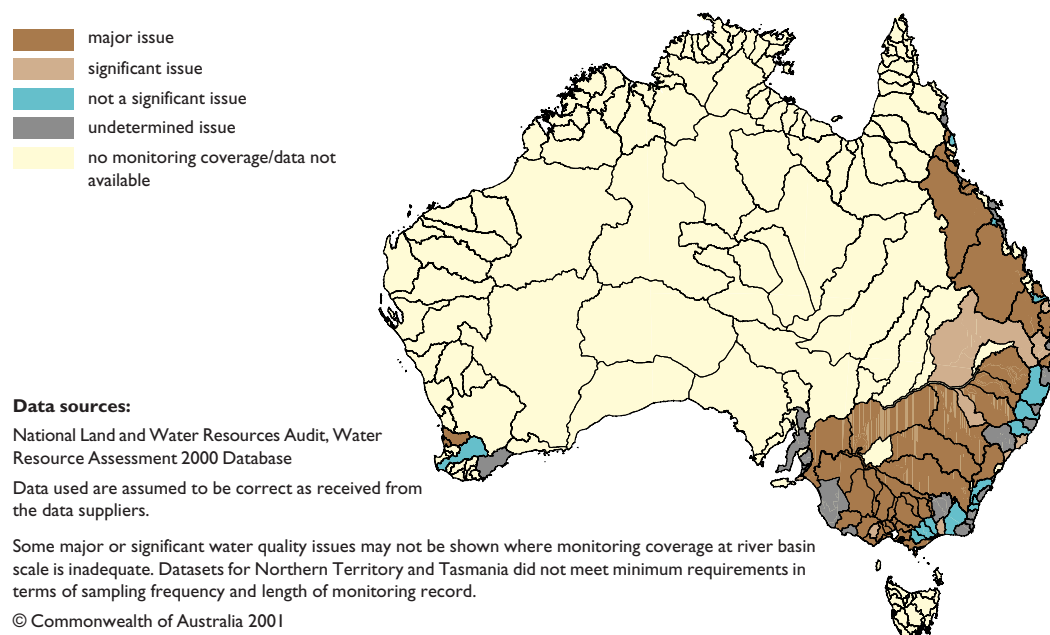 major issue
significant issue
not a significant issue
undetermined issue
no monitoring coverage/data not
available
Data sources:
National Land and Water Resources Audit, Water
Resource Assessment 2000 Database
Data used are assumed to be correct as received from
the data suppliers.
Some major or significant water quality issues may not be shown where monitoring coverage at river basin
scale is inadequate. Datasets for Northern Territory and Tasmania did not meet minimum requirements in
terms of sampling frequency and length of monitoring record.
© Commonwealth of Australia 2001